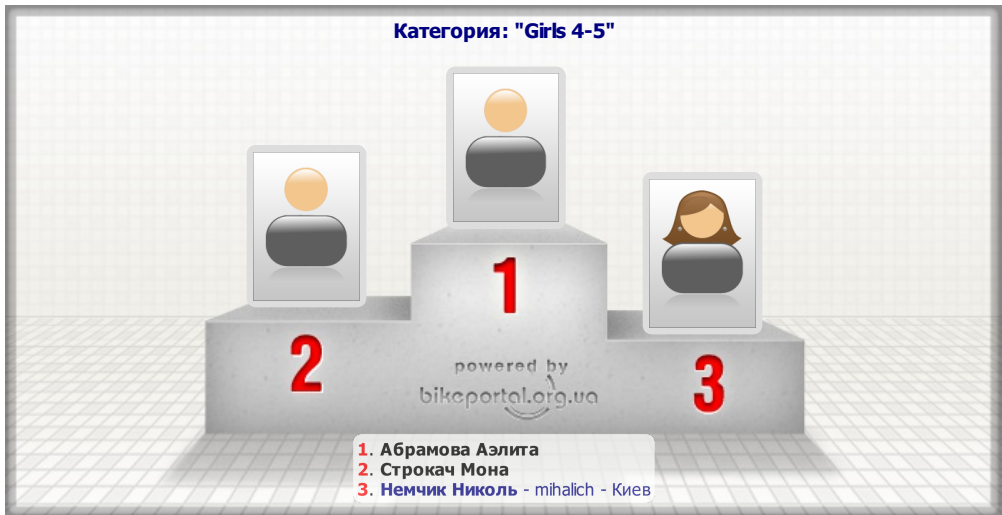 Категория: "Girls 4-5"
1
2
3
powered by
bikeportal.org.ua
1. Абрамова Аэлита
2. Строкач Мона
3. Немчик Николь - mihalich - Киев